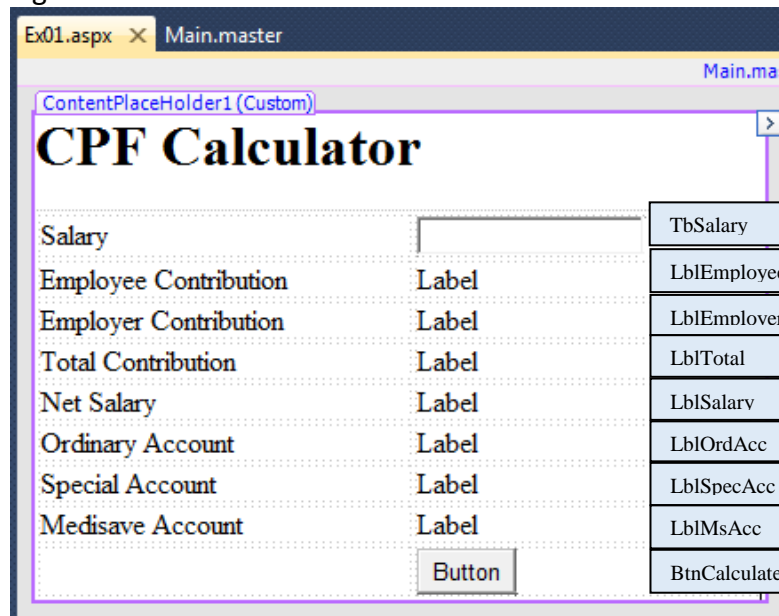 Ex01.aspx Main.master
Main.mas
ContentPlaceHolder1 (Custom)
CPF Calculator
Salary TbSalary
Employee Contribution Label LblEmployee
Employer Contribution Label LblEmployer
Total Contribution Label LblTotal
Net Salary Label LblSalary
Ordinary Account Label LblOrdAcc
Special Account Label LblSpecAcc
Medisave Account Label LblMsAcc
Button BtnCalculate